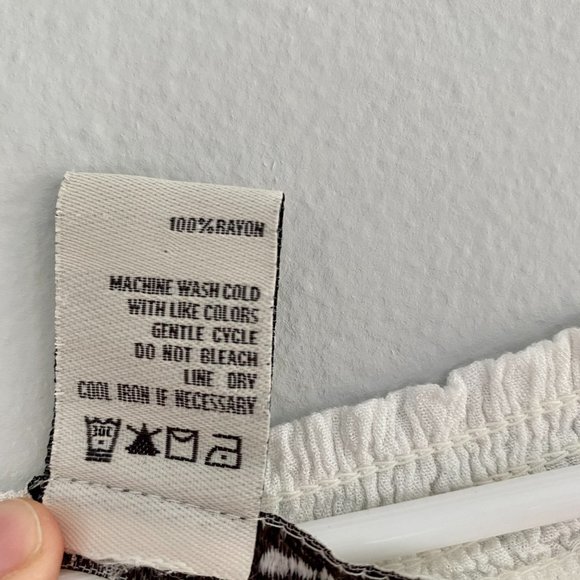 100%RAYON
MACHINE WASH COLD
WITH LIKE COLORS
GENTLE CYCLE
DO NOT BLEACH
LINE DRY
COOL IRON IF NECESSARY
30C